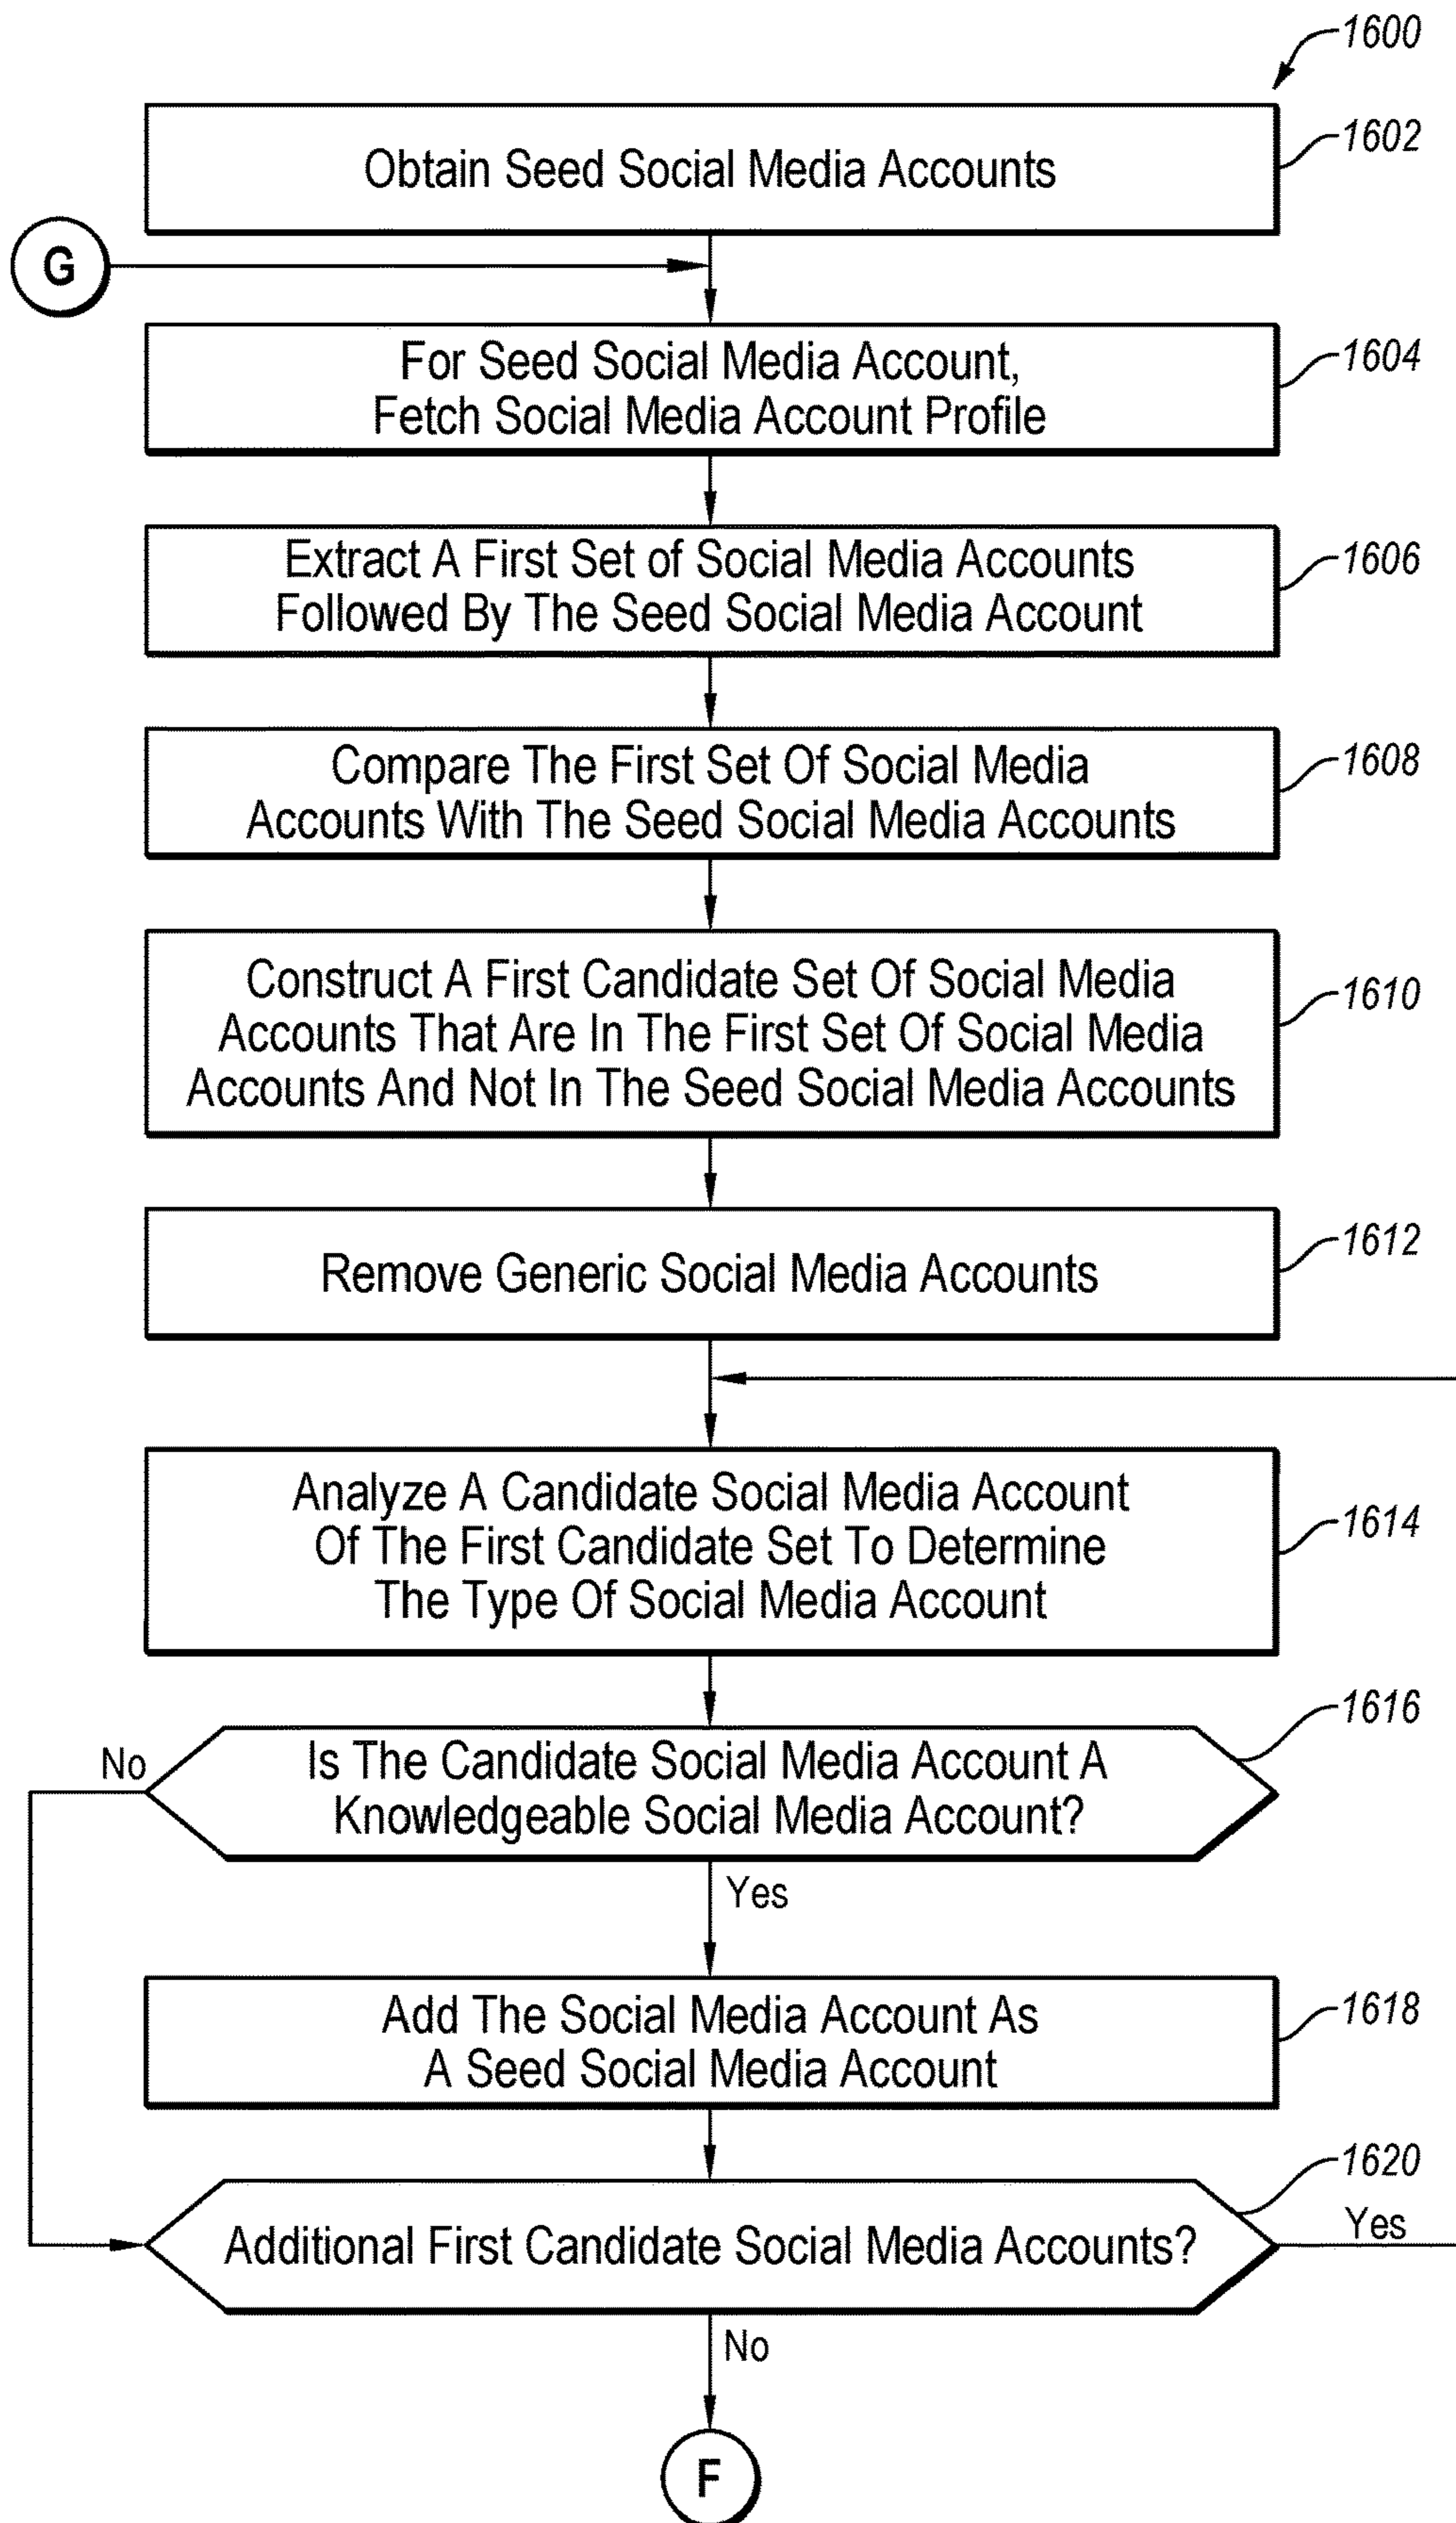 1600
Obtain Seed Social Media Accounts
1602
G
For Seed Social Media Account,
Fetch Social Media Account Profile
1604
Extract A First Set of Social Media Accounts
Followed By The Seed Social Media Account
1606
Compare The First Set Of Social Media
Accounts With The Seed Social Media Accounts
1608
Construct A First Candidate Set Of Social Media
Accounts That Are In The First Set Of Social Media
Accounts And Not In The Seed Social Media Accounts
1610
Remove Generic Social Media Accounts
1612
Analyze A Candidate Social Media Account
Of The First Candidate Set To Determine
The Type Of Social Media Account
1614
Is The Candidate Social Media Account A
Knowledgeable Social Media Account?
1616
No
Yes
Add The Social Media Account As
A Seed Social Media Account
1618
Additional First Candidate Social Media Accounts?
1620
Yes
No
F